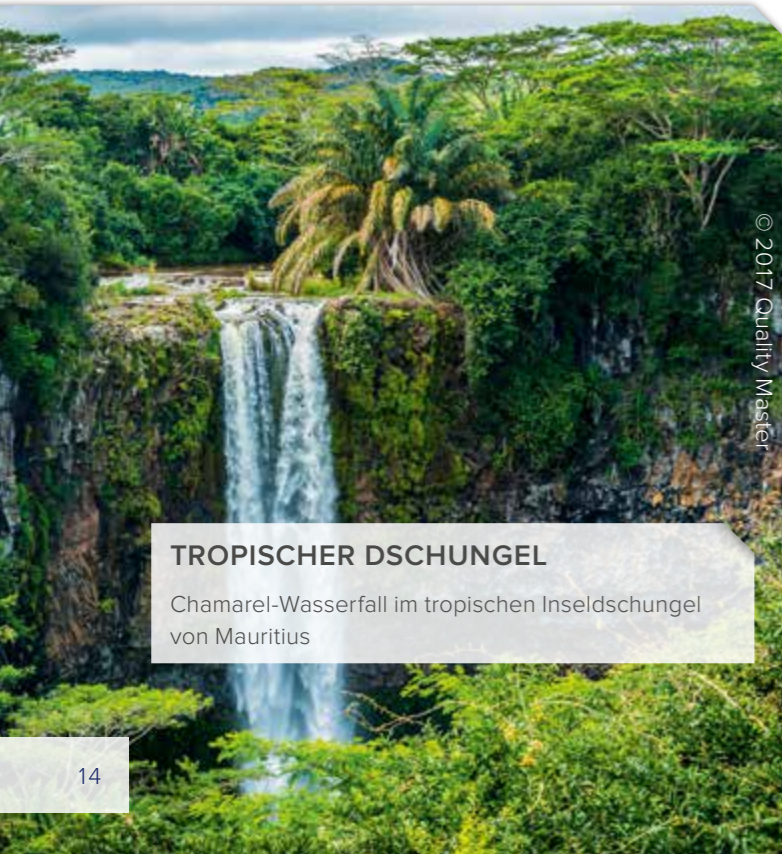 © 2017 Quality Master
TROPISCHER DSCHUNGEL
Chamarel-Wasserfall im tropischen Inseldschungel
von Mauritius
14